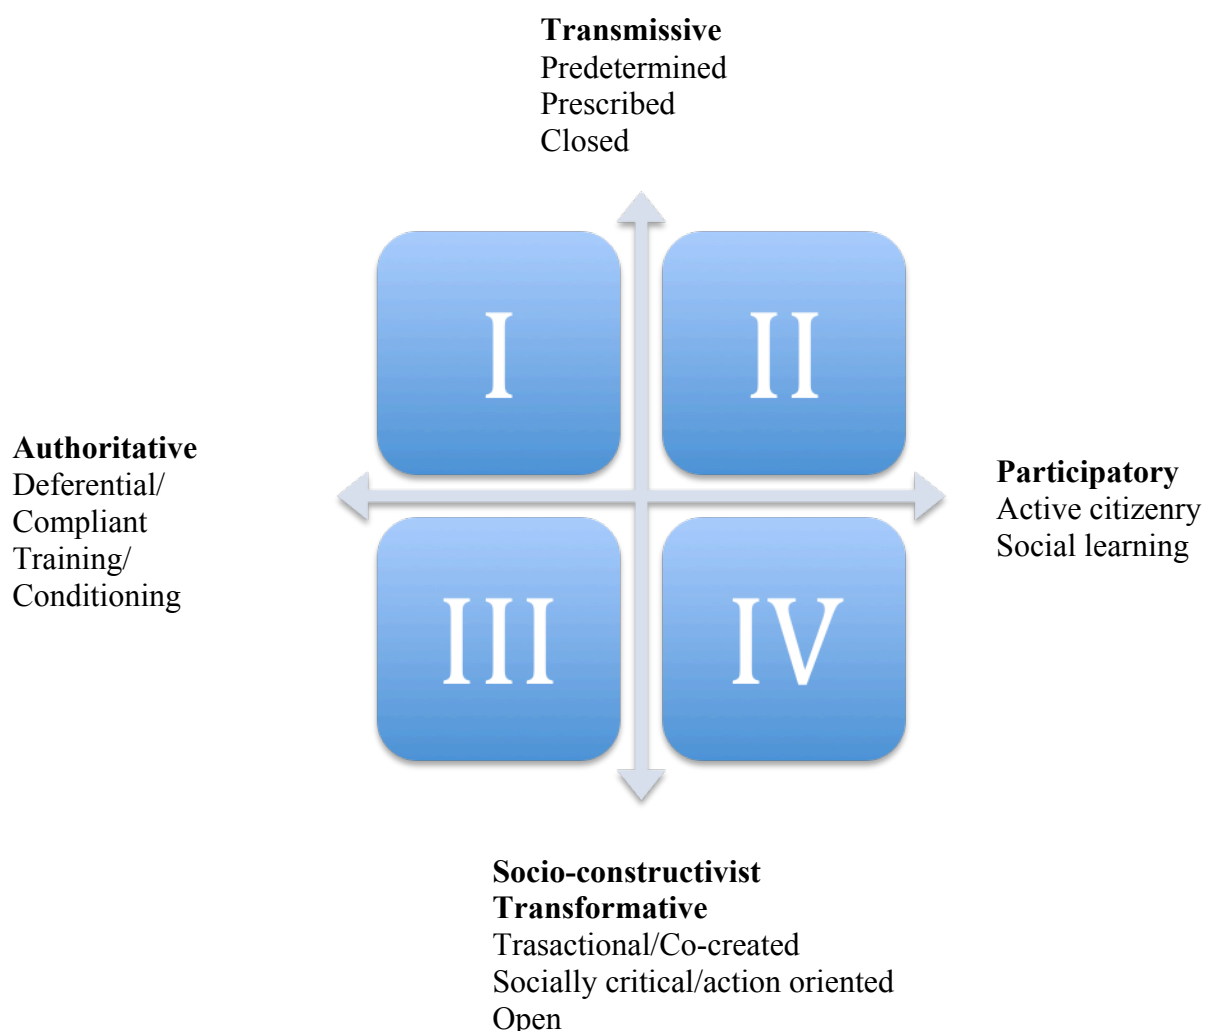 Transmissive
Predetermined
Prescribed
Closed
I
II
Authoritative
Deferential/
Compliant
Training/
Conditioning
Participatory
Active citizenry
Social learning
III
IV
Socio-constructivist
Transformative
Trasactional/Co-created
Socially critical/action oriented
Open